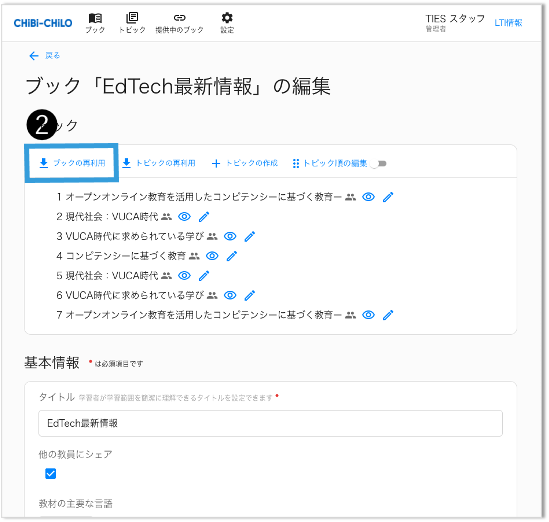 CHiBi-CHiLO ブック トピック 提供中のブック 設定 TIES スタッフ 管理者 LTI情報
戻る
ブック「EdTech最新情報」の編集
2 ック
ブックの再利用 トピックの再利用 トピックの作成 トピック順の編集
1 オープンオンライン教育を活用したコンピテンシーに基づく教育ー
2 現代社会：VUCA時代
3 VUCA時代に求められている学び
4 コンピテンシーに基づく教育
5 現代社会：VUCA時代
6 VUCA時代に求められている学び
7 オープンオンライン教育を活用したコンピテンシーに基づく教育ー
基本情報 * は必須項目です
タイトル 学習者が学習範囲を簡潔に理解できるタイトルを設定できます *
EdTech最新情報
他の教員にシェア
教材の主要な言語